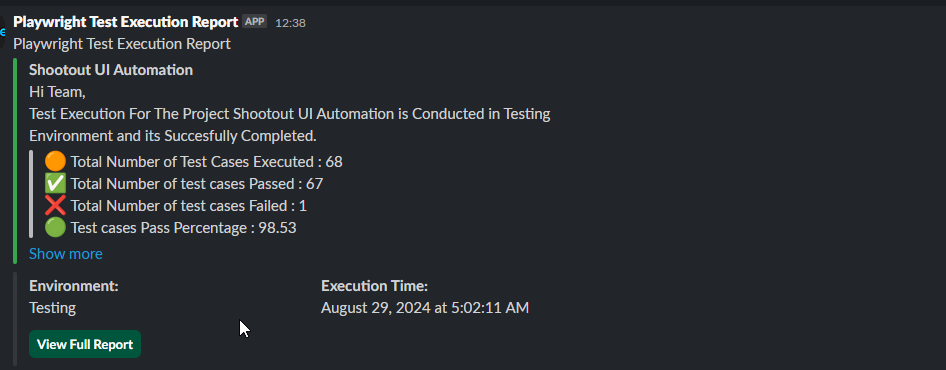 Playwright Test Execution Report APP 12:38
Playwright Test Execution Report
Shootout UI Automation
Hi Team,
Test Execution For The Project Shootout UI Automation is Conducted in Testing
Environment and its Succesfully Completed.
Total Number of Test Cases Executed : 68
Total Number of test cases Passed : 67
Total Number of test cases Failed : 1
Test cases Pass Percentage : 98.53
Show more
Environment: Execution Time:
Testing August 29, 2024 at 5:02:11 AM
View Full Report